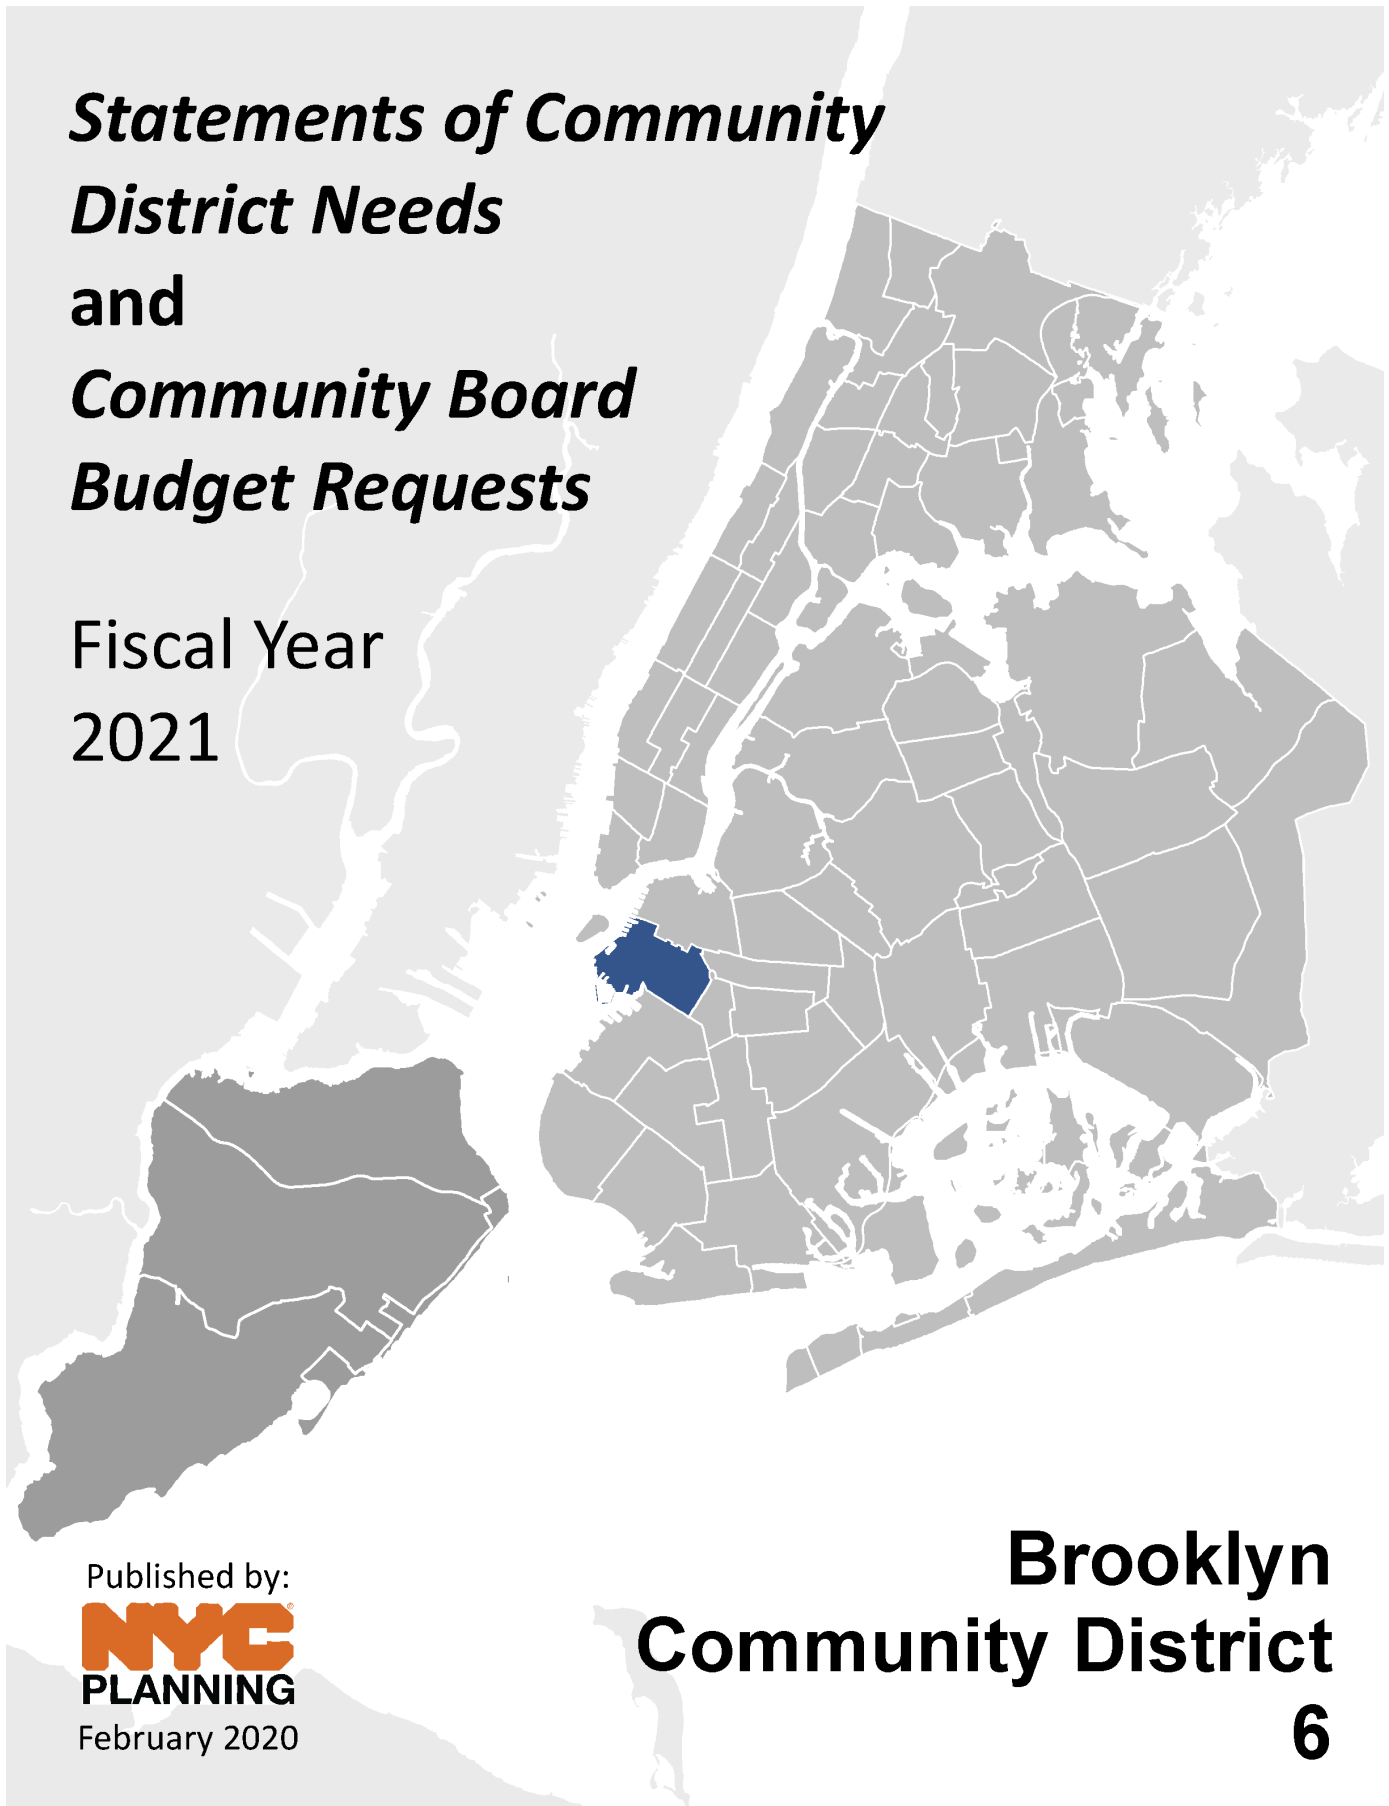 Statements of Community
District Needs
and
Community Board
Budget Requests
Fiscal Year
2021
Published by:
NYC
PLANNING
February 2020
Brooklyn
Community District
6